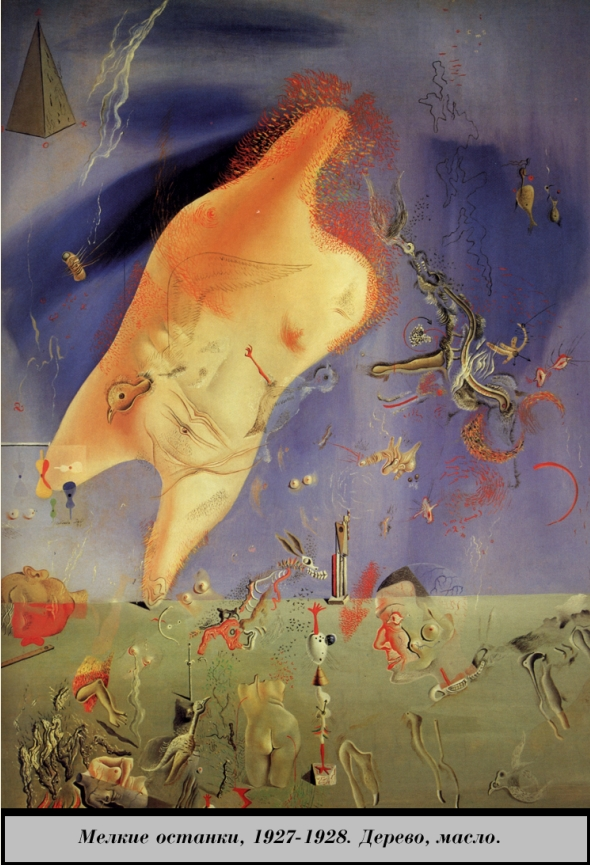 Мелкие останки, 1927-1928. Дерево, масло.